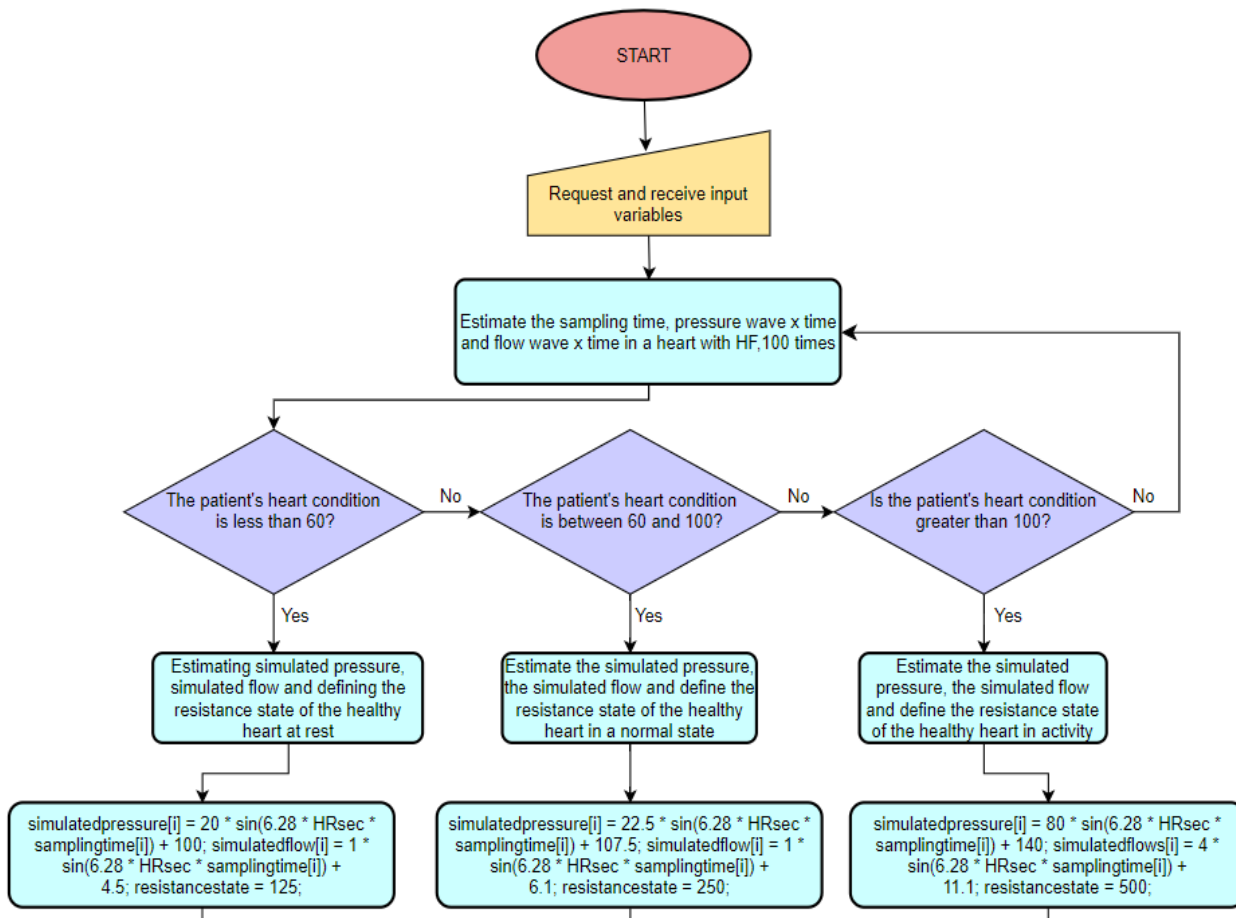 START
Request and receive input
variables
Estimate the sampling time, pressure wave x time
and flow wave x time in a heart with HF,100 times
The patient's heart condition
is less than 60?
No
The patient's heart condition
is between 60 and 100?
No
Is the patient's heart condition
greater than 100?
No
Yes
Yes
Yes
Estimating simulated pressure,
simulated flow and defining the
resistance state of the healthy
heart at rest
Estimate the simulated pressure,
the simulated flow and define the
resistance state of the healthy
heart in a normal state
Estimate the simulated
pressure, the simulated flow
and define the resistance state
of the healthy heart in activity
simulatedpressure[i] = 20 * sin(6.28 * HRsec *
samplingtime[i]) + 100; simulatedflow[i] = 1 *
sin(6.28 * HRsec * samplingtime[i]) +
4.5; resistancestate = 125;
simulatedpressure[i] = 22.5 * sin(6.28 * HRsec *
samplingtime[i]) + 107.5; simulatedflow[i] = 1 *
sin(6.28 * HRsec * samplingtime[i]) +
6.1; resistancestate = 250;
simulatedpressure[i] = 80 * sin(6.28 * HRsec *
samplingtime[i]) + 140; simulatedflows[i] = 4 *
sin(6.28 * HRsec * samplingtime[i]) +
11.1; resistancestate = 500;